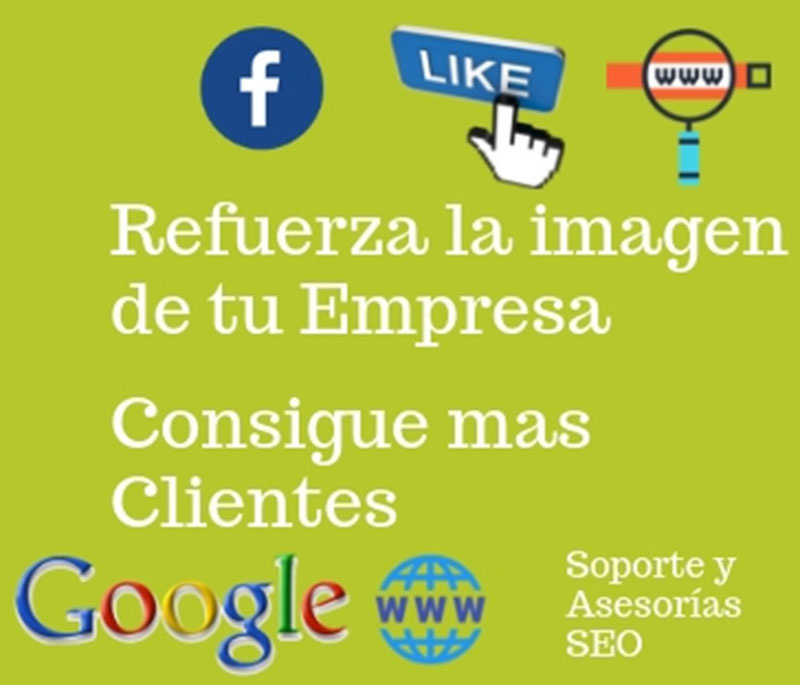 f
LIKE
www
Refuerza la imagen
de tu Empresa
Consigue mas
Clientes
Google
WWW
Soporte y
Asesorías
SEO